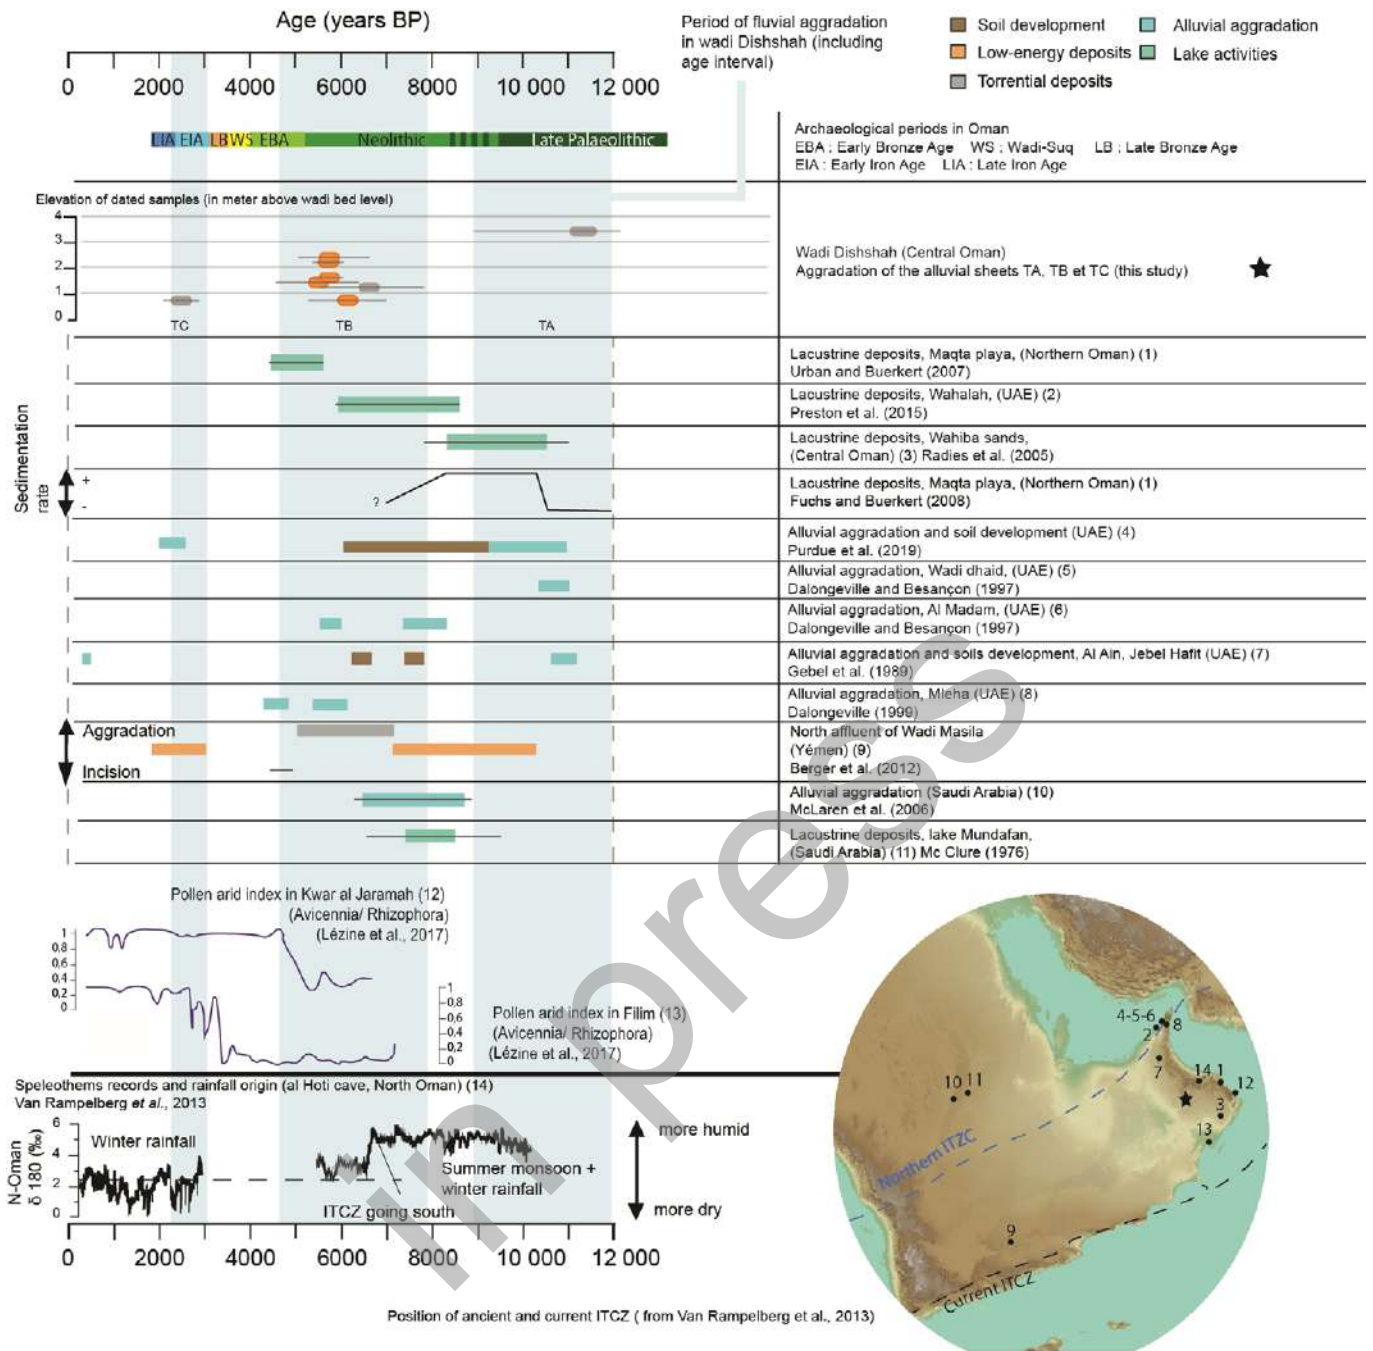 Age (years BP)
0 2000 4000 6000 8000 10 000 12 000
Period of fluvial aggradation
in wadi Dishshah (including
age interval)
Soil development
Alluvial aggradation
Low-energy deposits
Lake activities
Torrential deposits
LIA EIA LB WS EBA Neolithic Late Palaeolithic
Archaeological periods in Oman
EBA : Early Bronze Age WS : Wadi-Suq LB : Late Bronze Age
EIA : Early Iron Age LIA : Late Iron Age
Elevation of dated samples (in meter above wadi bed level)
4
3
2
1
0
TC TB TA
Wadi Dishshah (Central Oman)
Aggradation of the alluvial sheets TA, TB et TC (this study)
Lacustrine deposits, Maqta playa, (Northern Oman) (1)
Urban and Buerkert (2007)
Lacustrine deposits, Wahalah, (UAE) (2)
Preston et al. (2015)
Lacustrine deposits, Wahiba sands,
(Central Oman) (3) Radies et al. (2005)
Sedimentation
rate
+
-
?
Lacustrine deposits, Maqta playa, (Northern Oman) (1)
Fuchs and Buerkert (2008)
Alluvial aggradation and soil development (UAE) (4)
Purdue et al. (2019)
Alluvial aggradation, Wadi dhaid, (UAE) (5)
Dalongeville and Besançon (1997)
Alluvial aggradation, Al Madam, (UAE) (6)
Dalongeville and Besançon (1997)
Alluvial aggradation and soils development, Al Ain, Jebel Hafit (UAE) (7)
Gebel et al. (1989)
Alluvial aggradation, Mleha (UAE) (8)
Dalongeville (1999)
Aggradation
Incision
North affluent of Wadi Masila
(Yémen) (9)
Berger et al. (2012)
Alluvial aggradation (Saudi Arabia) (10)
McLaren et al. (2006)
Lacustrine deposits, lake Mundafan,
(Saudi Arabia) (11) Mc Clure (1976)
Pollen arid index in Kwar al Jaramah (12)
(Avicennia/ Rhizophora)
(Lézine et al., 2017)
1
0,8
0,6
0,4
0,2
0
1
0,8
0,6
0,4
0,2
0
Pollen arid index in Filim (13)
(Avicennia/ Rhizophora)
(Lézine et al., 2017)
Speleothems records and rainfall origin (al Hoti cave, North Oman) (14)
Van Rampelberg et al., 2013
N-Oman
δ 180 (‰)
6
4
2
0
Winter rainfall
Summer monsoon +
winter rainfall
ITCZ going south
more humid
more dry
0 2000 4000 6000 8000 10 000 12 000
Position of ancient and current ITCZ ( from Van Rampelberg et al., 2013)
4-5-6
8
2
7
14 1
12
3
13
10 11
9
Northern ITZC
Current ITCZ
in press